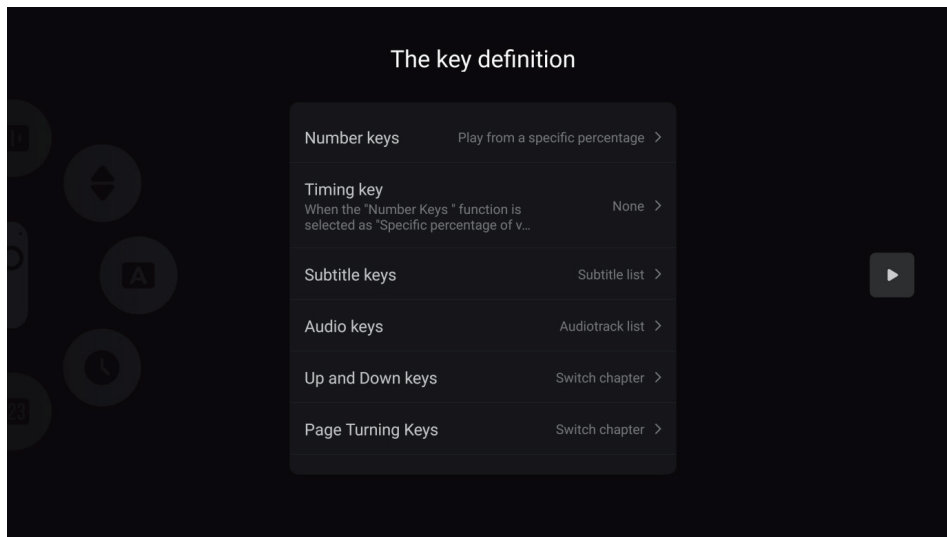 The key definition
Number keys
Play from a specific percentage
Timing key
When the "Number Keys " function is
selected as "Specific percentage of v...
None
Subtitle keys
Subtitle list
Audio keys
Audiotrack list
Up and Down keys
Switch chapter
Page Turning Keys
Switch chapter
A